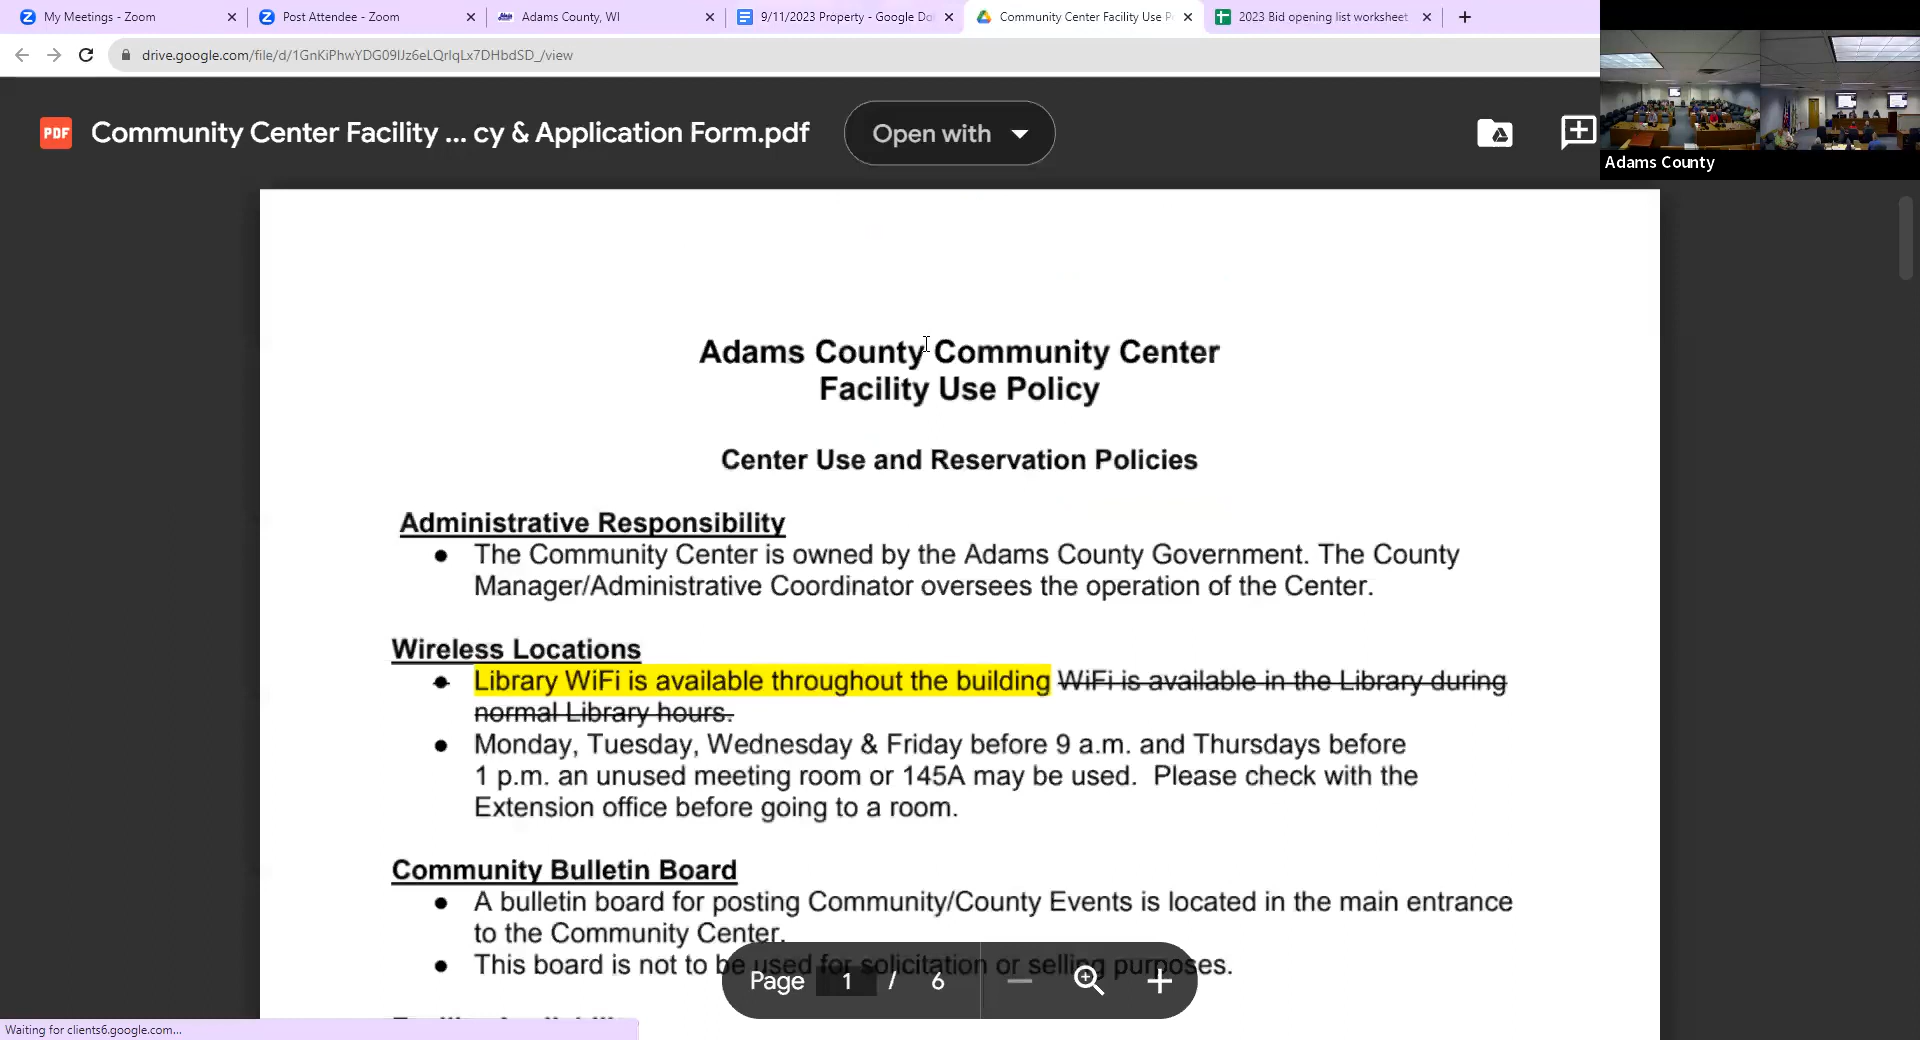 My Meetings - Zoom
Post Attendee - Zoom
Adams County, WI
9/11/2023 Property - Google Do
Community Center Facility Use P
2023 Bid opening list worksheet
drive.google.com/file/d/1GnKiPhwYDG09lJz6eLQrIqLx7DHbdSD_/view
PDF
Community Center Facility ... cy & Application Form.pdf
Open with
Adams County
Adams County Community Center
Facility Use Policy
Center Use and Reservation Policies
Administrative Responsibility
● The Community Center is owned by the Adams County Government. The County
Manager/Administrative Coordinator oversees the operation of the Center.
Wireless Locations
● Library WiFi is available throughout the building WiFi is available in the Library during
normal Library hours.
● Monday, Tuesday, Wednesday & Friday before 9 a.m. and Thursdays before
1 p.m. an unused meeting room or 145A may be used. Please check with the
Extension office before going to a room.
Community Bulletin Board
● A bulletin board for posting Community/County Events is located in the main entrance
to the Community Center.
● This board is not to be used for solicitation or selling purposes.
Page 1 / 6
Waiting for clients6.google.com...